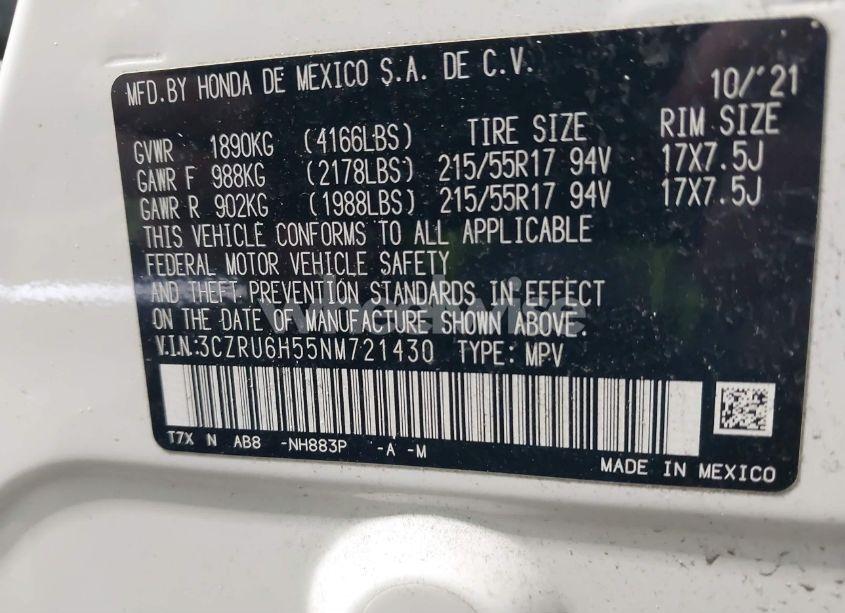 MFD.BY HONDA DE MEXICO S.A. DE C.V. 10/'21
GVWR 1890KG (4166LBS) TIRE SIZE RIM SIZE
GAWR F 988KG (2178LBS) 215/55R17 94V 17X7.5J
GAWR R 902KG (1988LBS) 215/55R17 94V 17X7.5J
THIS VEHICLE CONFORMS TO ALL APPLICABLE
FEDERAL MOTOR VEHICLE SAFETY
AND THEFT PREVENTION STANDARDS IN EFFECT
ON THE DATE OF MANUFACTURE SHOWN ABOVE.
V.I.N.:3CZRU6H55NM721430 TYPE: MPV
T7X N AB8 -NH883P -A -M
MADE IN MEXICO